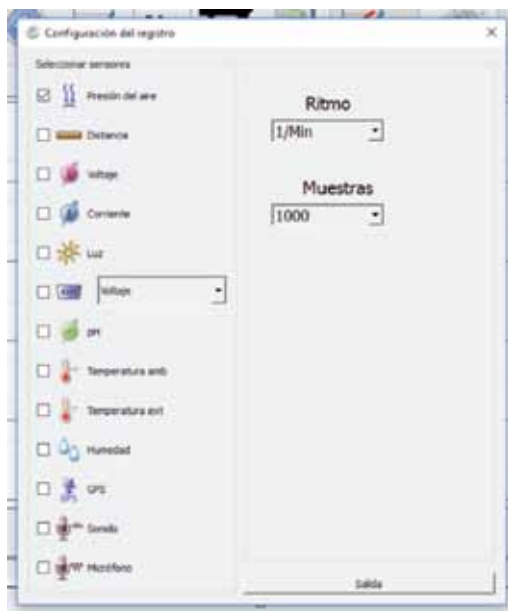 Configuración del registro
Seleccionar sensores
Presión del aire
Distancia
Voltaje
Corriente
Luz
Voltaje
pH
Temperatura amb
Temperatura ext
Humedad
GPS
Sonido
Micrófono
Ritmo
1/Min
Muestras
1000
Salida